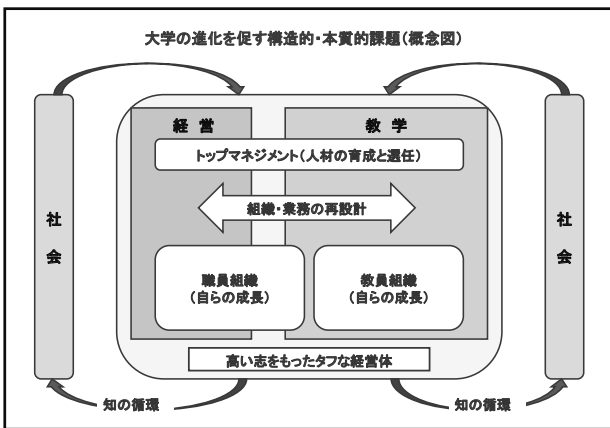 大学の進化を促す構造的・本質的課題(概念図)
経 営
教 学
トップマネジメント(人材の育成と選任)
組織・業務の再設計
社
会
職員組織
(自らの成長)
教員組織
(自らの成長)
社
会
高い志をもったタフな経営体
知の循環
知の循環